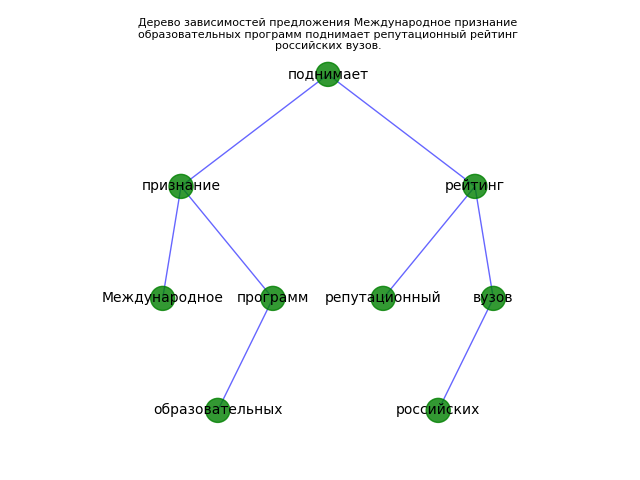 Дерево зависимостей предложения Международное признание
образовательных программ поднимает репутационный рейтинг
российских вузов.
поднимает
признание рейтинг
Международное программ репутационный вузов
образовательных российских